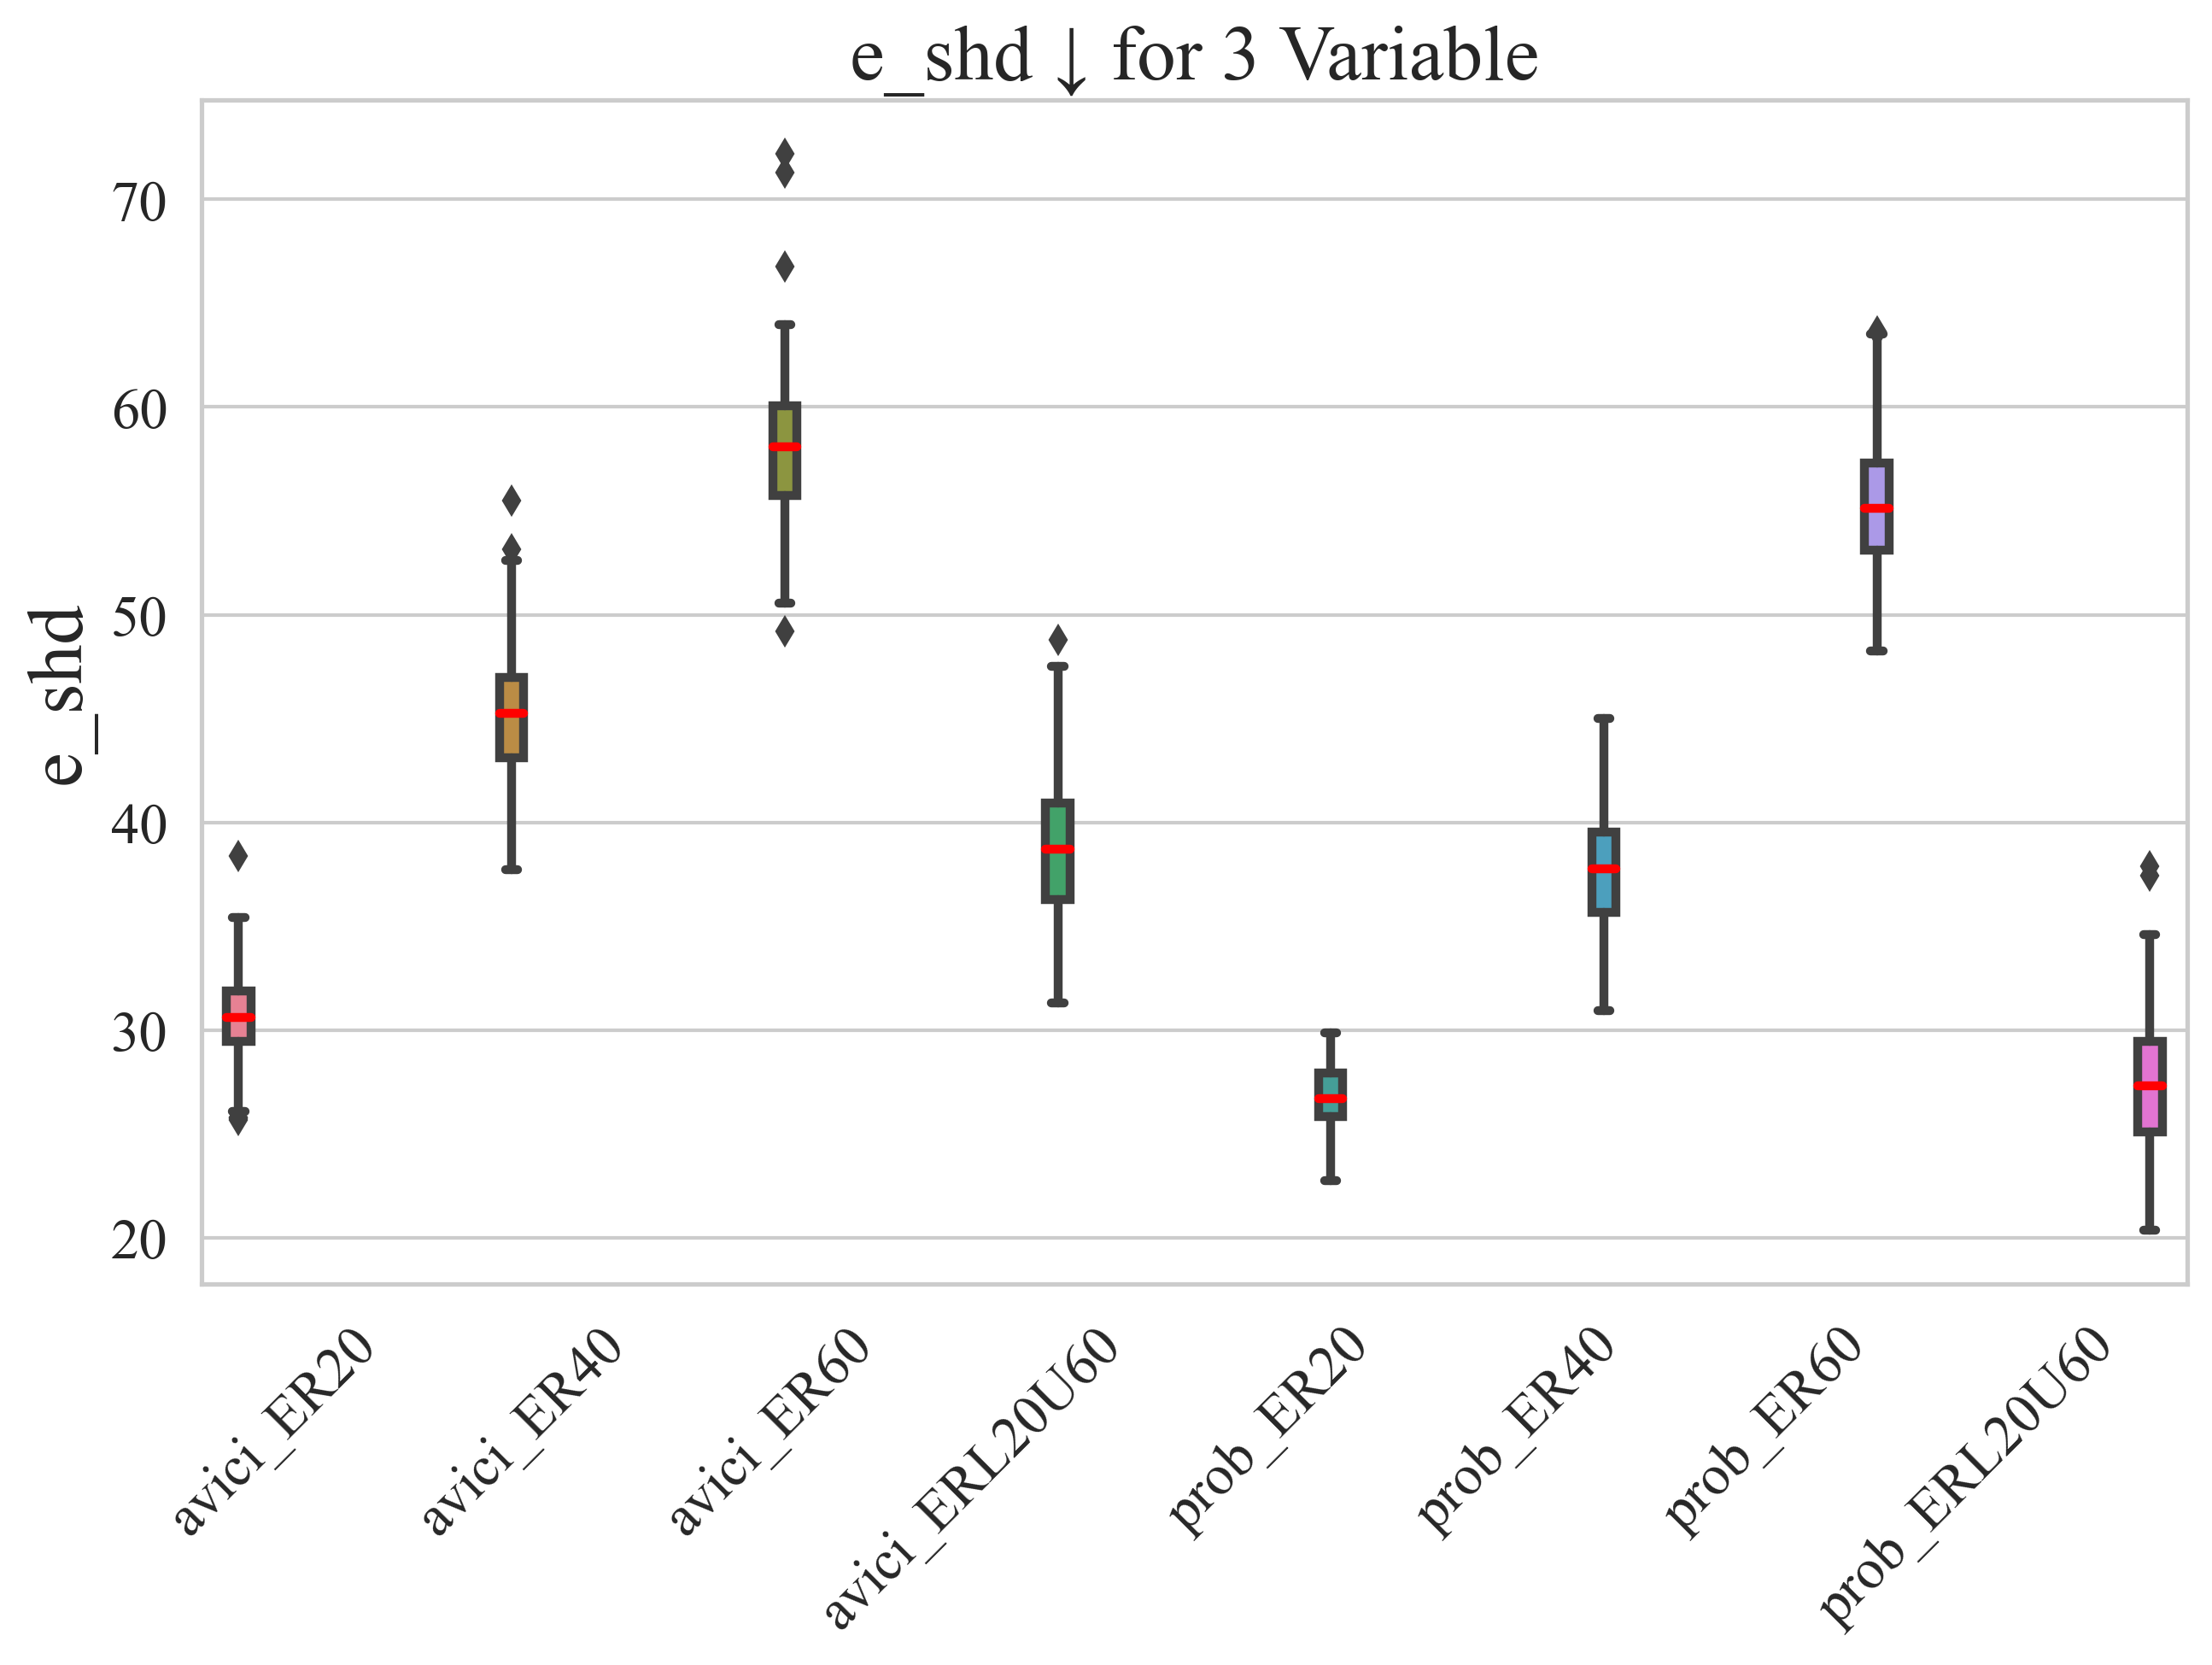 e_shd ↓ for 3 Variable
e_shd
70
60
50
40
30
20
avici_ER20
avici_ER40
avici_ER60
avici_ERL20U60
prob_ER20
prob_ER40
prob_ER60
prob_ERL20U60